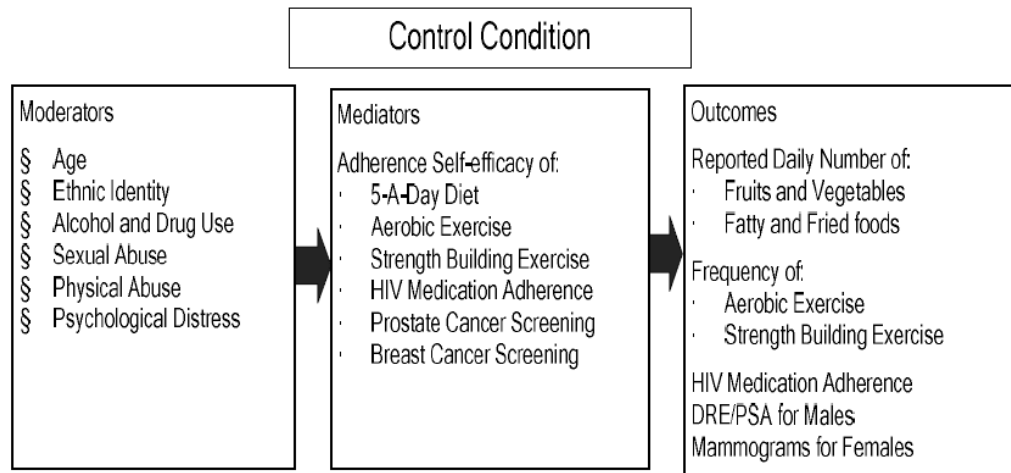 Control Condition
Moderators
§ Age
§ Ethnic Identity
§ Alcohol and Drug Use
§ Sexual Abuse
§ Physical Abuse
§ Psychological Distress
Mediators
Adherence Self-efficacy of:
· 5-A-Day Diet
· Aerobic Exercise
· Strength Building Exercise
· HIV Medication Adherence
· Prostate Cancer Screening
· Breast Cancer Screening
Outcomes
Reported Daily Number of:
· Fruits and Vegetables
· Fatty and Fried foods
Frequency of:
· Aerobic Exercise
· Strength Building Exercise
HIV Medication Adherence
DRE/PSA for Males
Mammograms for Females